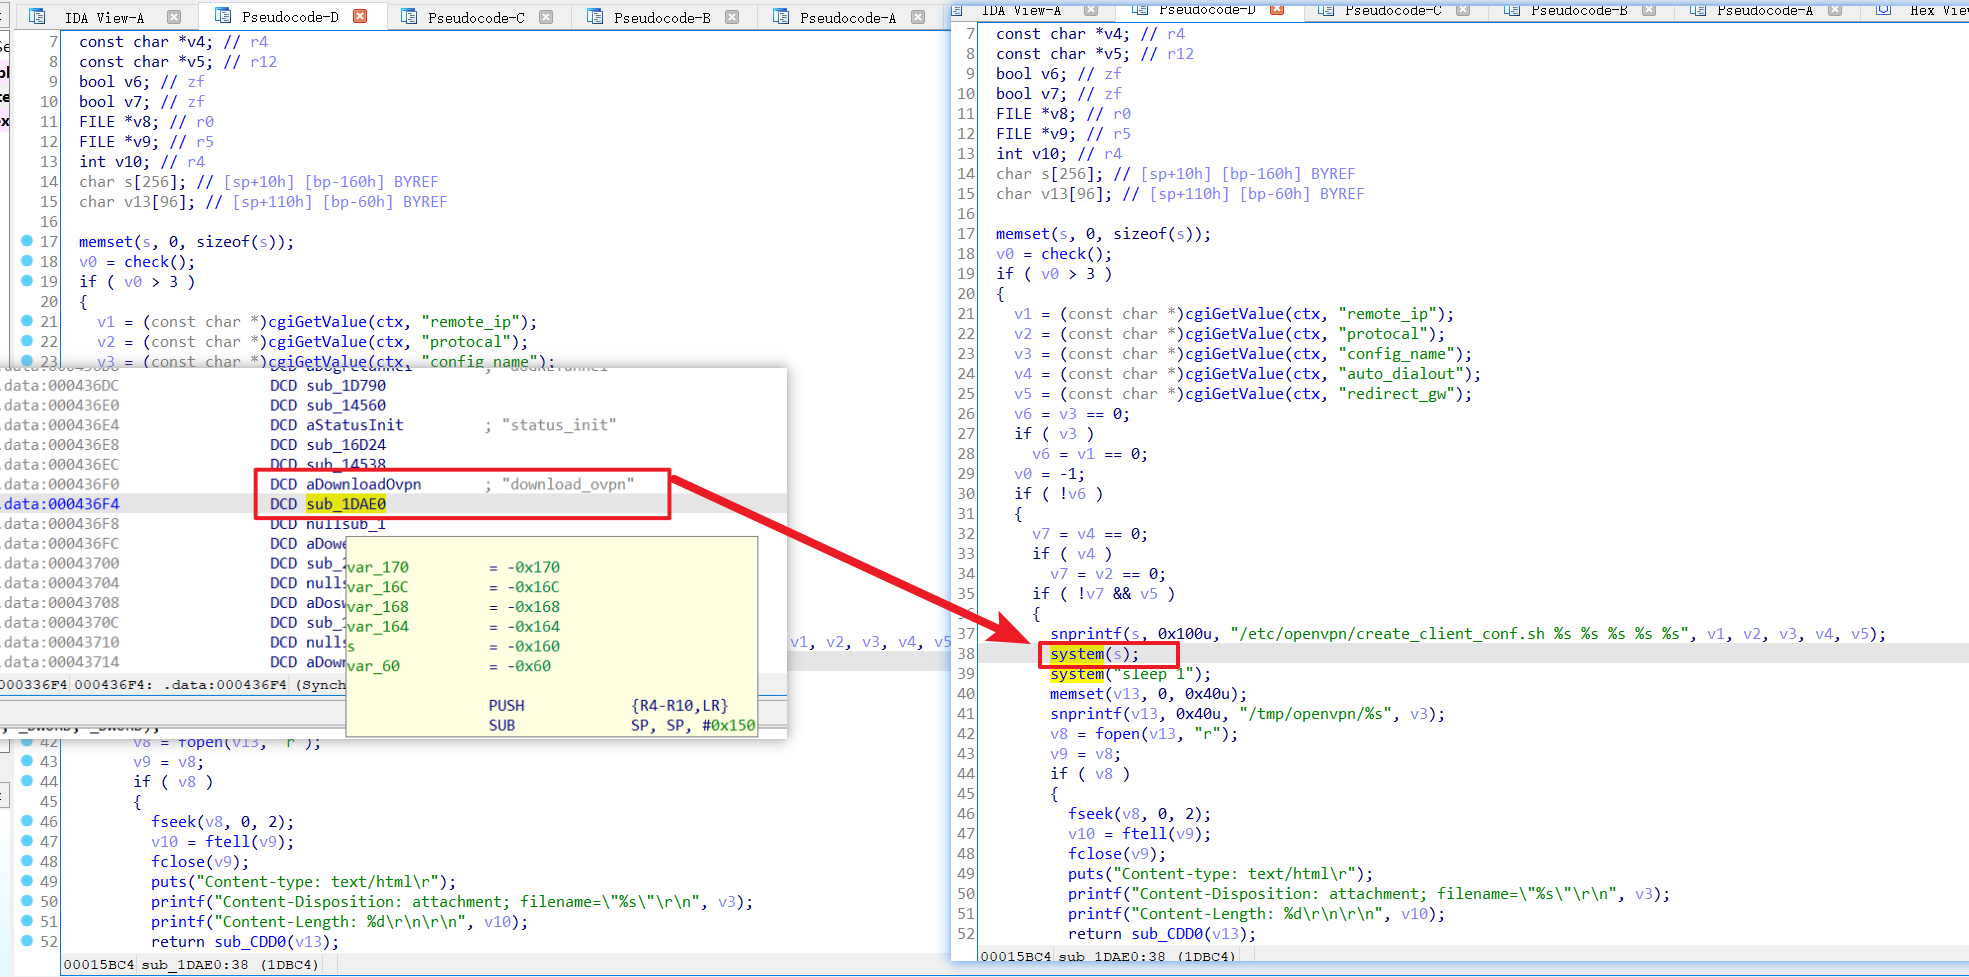 IDA View-A
Pseudocode-D
Pseudocode-C
Pseudocode-B
Pseudocode-A
7 const char *v4; // r4
8 const char *v5; // r12
9 bool v6; // zf
10 bool v7; // zf
11 FILE *v8; // r0
12 FILE *v9; // r5
13 int v10; // r4
14 char s[256]; // [sp+10h] [bp-160h] BYREF
15 char v13[96]; // [sp+110h] [bp-60h] BYREF
16
17 memset(s, 0, sizeof(s));
18 v0 = check();
19 if ( v0 > 3 )
20 {
21 v1 = (const char *)cgiGetValue(ctx, "remote_ip");
22 v2 = (const char *)cgiGetValue(ctx, "protocal");
23 v3 = (const char *)cgiGetValue(ctx, "config_name");
.data:000436DC DCD sub_1D790
.data:000436E0 DCD sub_14560
.data:000436E4 DCD aStatusInit ; "status_init"
.data:000436E8 DCD sub_16D24
.data:000436EC DCD sub_14538
.data:000436F0 DCD aDownloadOvpn ; "download_ovpn"
.data:000436F4 DCD sub_1DAE0
.data:000436F8 DCD nullsub_1
.data:000436FC DCD aDow
.data:00043700 DCD sub_
.data:00043704 DCD nulls
.data:00043708 DCD aDosw
.data:0004370C DCD sub_
.data:00043710 DCD nulls
.data:00043714 DCD aDow
000336F4 000436F4: .data:000436F4 (Synch
var_170 = -0x170
var_16C = -0x16C
var_168 = -0x168
var_164 = -0x164
s = -0x160
var_60 = -0x60
PUSH {R4-R10,LR}
SUB SP, SP, #0x150
v1, v2, v3, v4, v5
42 v8 = fopen(v13, "r");
43 v9 = v8;
44 if ( v8 )
45 {
46 fseek(v8, 0, 2);
47 v10 = ftell(v9);
48 fclose(v9);
49 puts("Content-type: text/html\r");
50 printf("Content-Disposition: attachment; filename=\"%s\"\r\n", v3);
51 printf("Content-Length: %d\r\n\r\n", v10);
52 return sub_CDD0(v13);
00015BC4 sub_1DAE0:38 (1DBC4)
IDA View-A
Pseudocode-D
Pseudocode-C
Pseudocode-B
Pseudocode-A
Hex Vie
7 const char *v4; // r4
8 const char *v5; // r12
9 bool v6; // zf
10 bool v7; // zf
11 FILE *v8; // r0
12 FILE *v9; // r5
13 int v10; // r4
14 char s[256]; // [sp+10h] [bp-160h] BYREF
15 char v13[96]; // [sp+110h] [bp-60h] BYREF
16
17 memset(s, 0, sizeof(s));
18 v0 = check();
19 if ( v0 > 3 )
20 {
21 v1 = (const char *)cgiGetValue(ctx, "remote_ip");
22 v2 = (const char *)cgiGetValue(ctx, "protocal");
23 v3 = (const char *)cgiGetValue(ctx, "config_name");
24 v4 = (const char *)cgiGetValue(ctx, "auto_dialout");
25 v5 = (const char *)cgiGetValue(ctx, "redirect_gw");
26 v6 = v3 == 0;
27 if ( v3 )
28 v6 = v1 == 0;
29 v0 = -1;
30 if ( !v6 )
31 {
32 v7 = v4 == 0;
33 if ( v4 )
34 v7 = v2 == 0;
35 if ( !v7 && v5 )
{
37 snprintf(s, 0x100u, "/etc/openvpn/create_client_conf.sh %s %s %s %s %s", v1, v2, v3, v4, v5);
38 system(s);
39 system("sleep 1");
40 memset(v13, 0, 0x40u);
41 snprintf(v13, 0x40u, "/tmp/openvpn/%s", v3);
42 v8 = fopen(v13, "r");
43 v9 = v8;
44 if ( v8 )
45 {
46 fseek(v8, 0, 2);
47 v10 = ftell(v9);
48 fclose(v9);
49 puts("Content-type: text/html\r");
50 printf("Content-Disposition: attachment; filename=\"%s\"\r\n", v3);
51 printf("Content-Length: %d\r\n\r\n", v10);
52 return sub_CDD0(v13);
00015BC4 sub_1DAE0:38 (1DBC4)